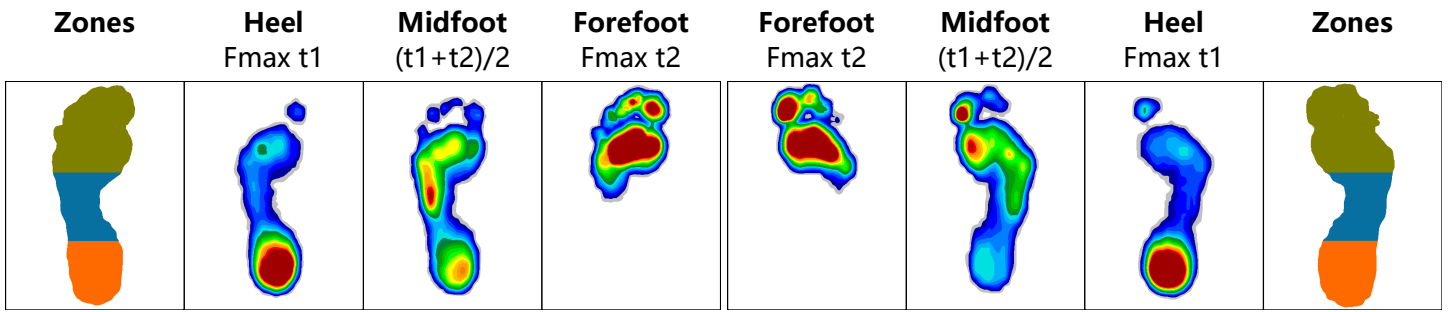 Zones Heel Midfoot Forefoot Forefoot Midfoot Heel Zones
Fmax t1 (t1+t2)/2 Fmax t2 Fmax t2 (t1+t2)/2 Fmax t1